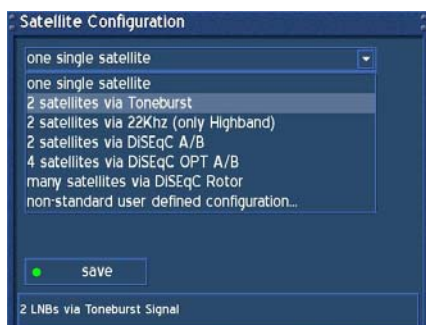 Satellite Configuration
one single satellite
one single satellite
2 satellites via Toneburst
2 satellites via 22Khz (only Highband)
2 satellites via DiSEqC A/B
4 satellites via DiSEqC OPT A/B
many satellites via DiSEqC Rotor
non-standard user defined configuration...
save
2 LNBs via Toneburst Signal